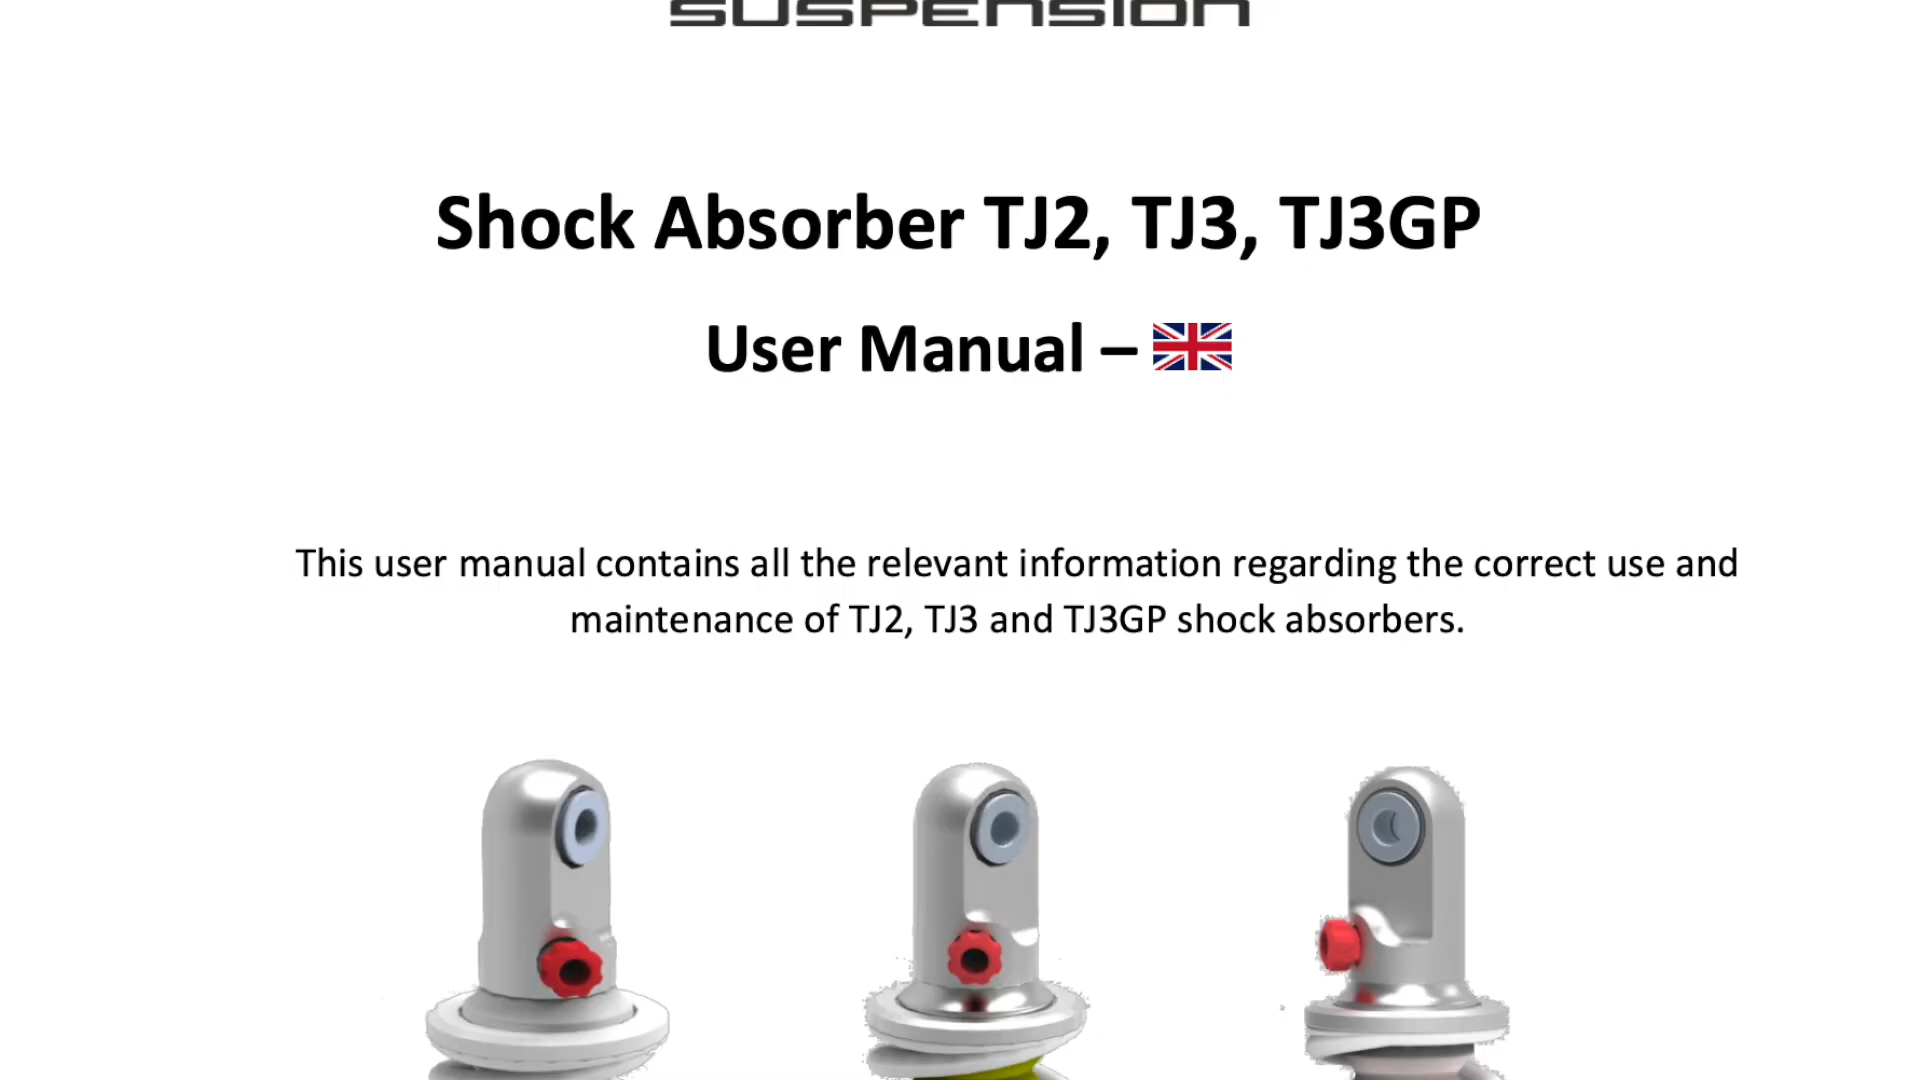 SUSPENSION
Shock Absorber TJ2, TJ3, TJ3GP
User Manual –
This user manual contains all the relevant information regarding the correct use and
maintenance of TJ2, TJ3 and TJ3GP shock absorbers.